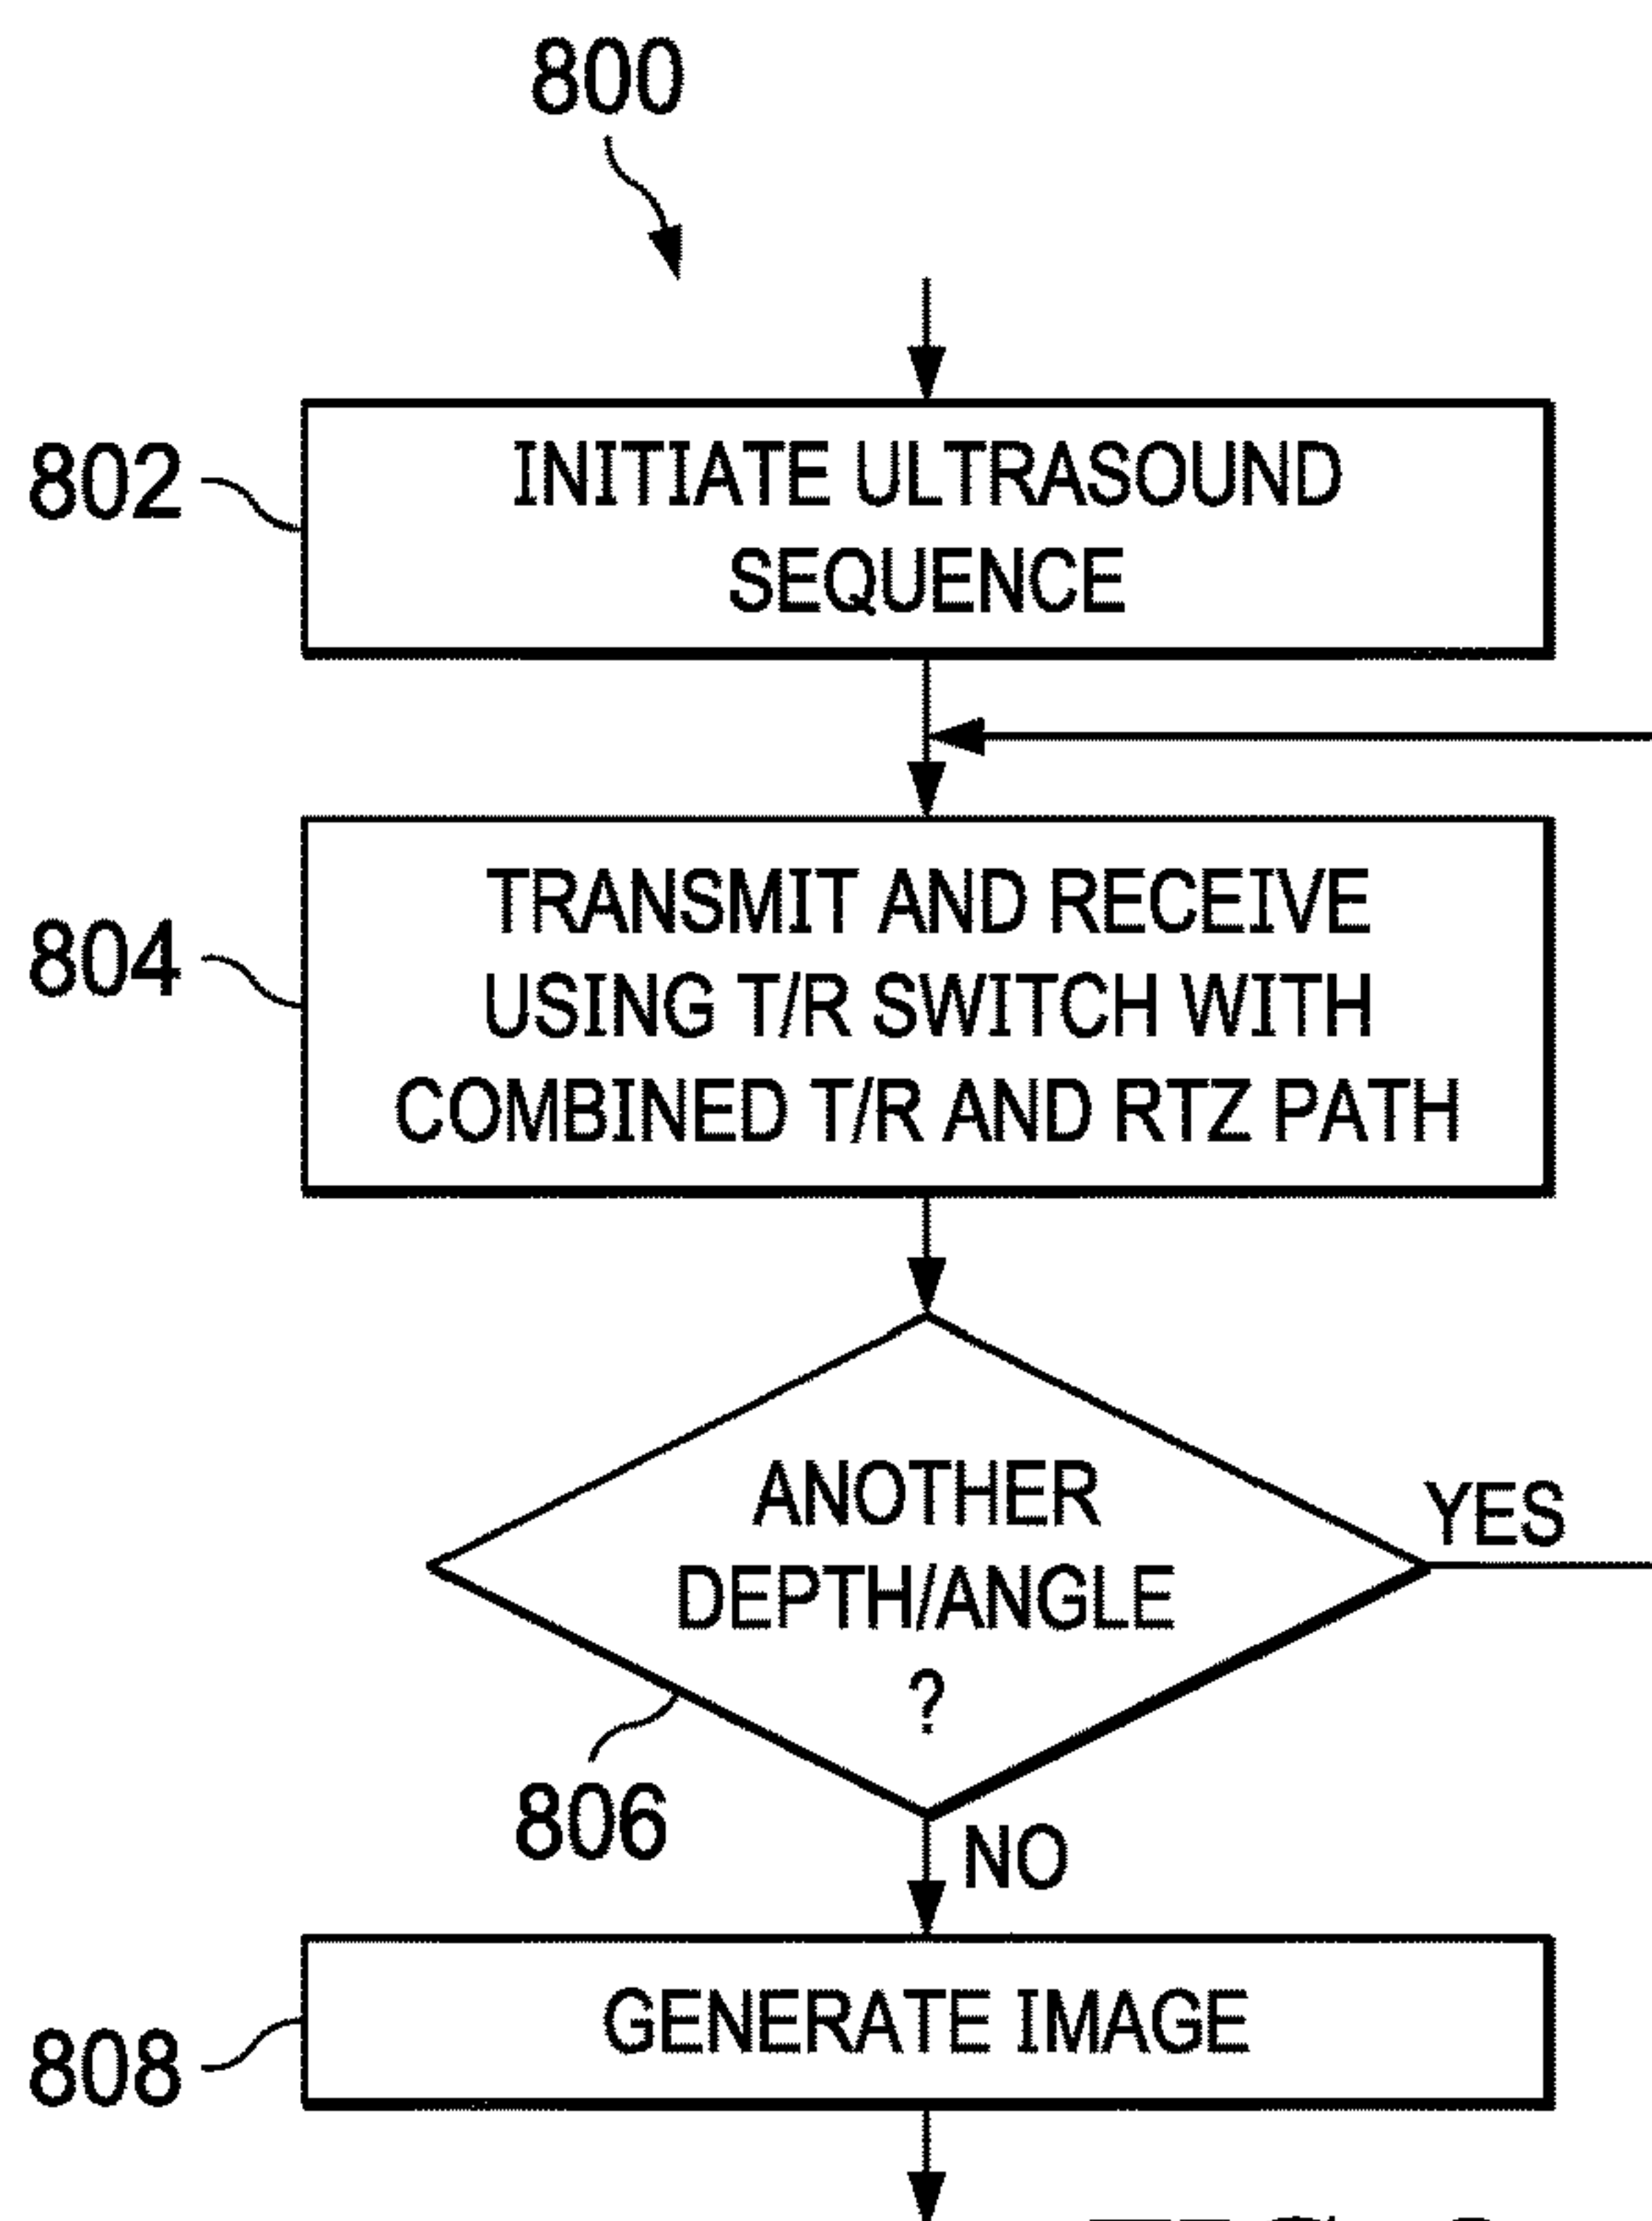 800
802
INITIATE ULTRASOUND
SEQUENCE
804
TRANSMIT AND RECEIVE
USING T/R SWITCH WITH
COMBINED T/R AND RTZ PATH
ANOTHER
DEPTH/ANGLE
?
YES
806
NO
808
GENERATE IMAGE